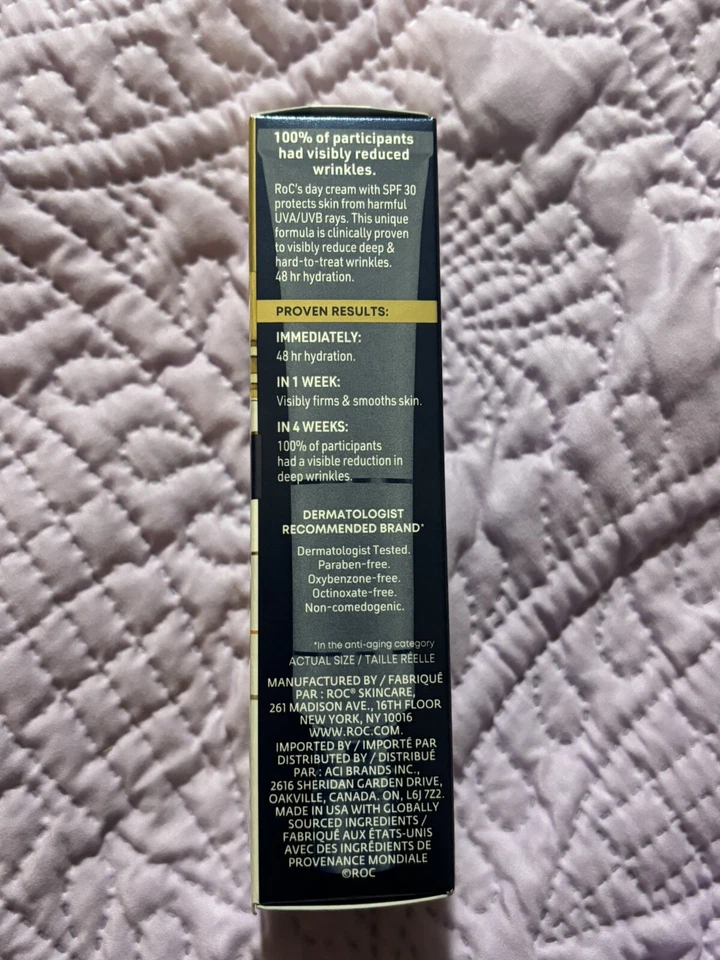 100% of participants
had visibly reduced
wrinkles.
RoC's day cream with SPF 30
protects skin from harmful
UVA/UVB rays. This unique
formula is clinically proven
to visibly reduce deep &
hard-to-treat wrinkles.
48 hr hydration.
PROVEN RESULTS:
IMMEDIATELY:
48 hr hydration.
IN 1 WEEK:
Visibly firms & smooths skin.
IN 4 WEEKS:
100% of participants
had a visible reduction in
deep wrinkles.
DERMATOLOGIST
RECOMMENDED BRAND*
Dermatologist Tested.
Paraben-free.
Oxybenzone-free.
Octinoxate-free.
Non-comedogenic.
*In the anti-aging category
ACTUAL SIZE / TAILLE RÉELLE
MANUFACTURED BY / FABRIQUÉ
PAR : ROC® SKINCARE,
261 MADISON AVE., 16TH FLOOR
NEW YORK, NY 10016
WWW.ROC.COM.
IMPORTED BY / IMPORTÉ PAR
DISTRIBUTED BY / DISTRIBUÉ
PAR : ACI BRANDS INC.,
2616 SHERIDAN GARDEN DRIVE,
OAKVILLE, CANADA. ON, L6J 7Z2.
MADE IN USA WITH GLOBALLY
SOURCED INGREDIENTS /
FABRIQUÉ AUX ÉTATS-UNIS
AVEC DES INGRÉDIENTS DE
PROVENANCE MONDIALE
©ROC